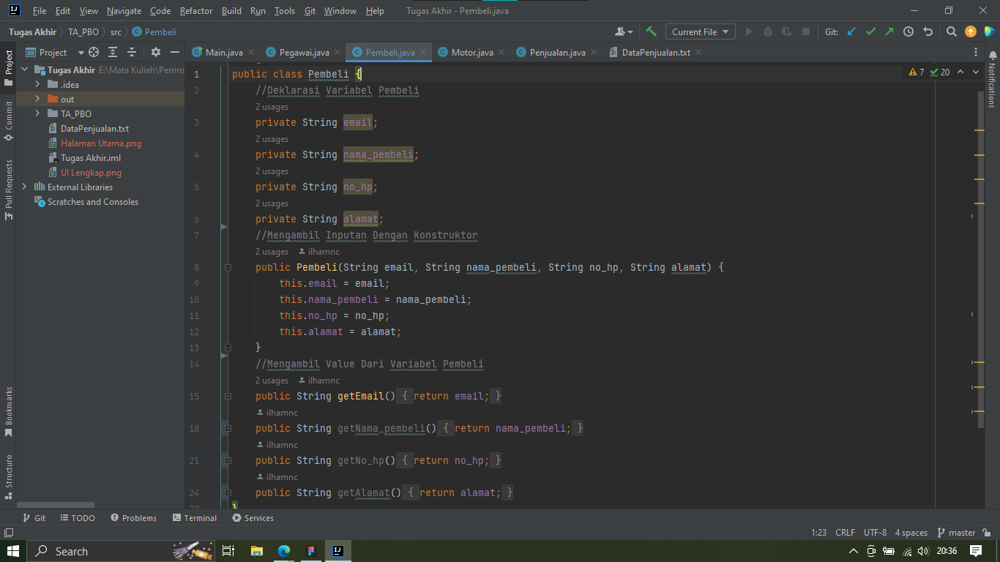 File Edit View Navigate Code Refactor Build Run Tools Git Window Help Tugas Akhir - Pembeli.java
Tugas Akhir TA_PBO src Pembeli Current File Git:
Project Main.java Pegawai.java Pembeli.java Motor.java Penjualan.java DataPenjualan.txt
Project
Commit
Pull Requests
Bookmarks
Structure
Notifications
Tugas Akhir E:\Mata Kuliah\Pemro
.idea
out
TA_PBO
DataPenjualan.txt
Halaman Utama.png
Tugas Akhir.iml
UI Lengkap.png
External Libraries
Scratches and Consoles
7 20
1 public class Pembeli {
2 //Deklarasi Variabel Pembeli
2 usages
3 private String email;
2 usages
4 private String nama_pembeli;
2 usages
5 private String no_hp;
2 usages
6 private String alamat;
7 //Mengambil Inputan Dengan Konstruktor
2 usages ilhamnc
8 public Pembeli(String email, String nama_pembeli, String no_hp, String alamat) {
9 this.email = email;
10 this.nama_pembeli = nama_pembeli;
11 this.no_hp = no_hp;
12 this.alamat = alamat;
13 }
14 //Mengambil Value Dari Variabel Pembeli
2 usages ilhamnc
15 public String getEmail() { return email; }
ilhamnc
18 public String getNama_pembeli() { return nama_pembeli; }
ilhamnc
21 public String getNo_hp() { return no_hp; }
ilhamnc
24 public String getAlamat() { return alamat; }
27 }
Git TODO Problems Terminal Services
1:23 CRLF UTF-8 4 spaces master
Search 20:36